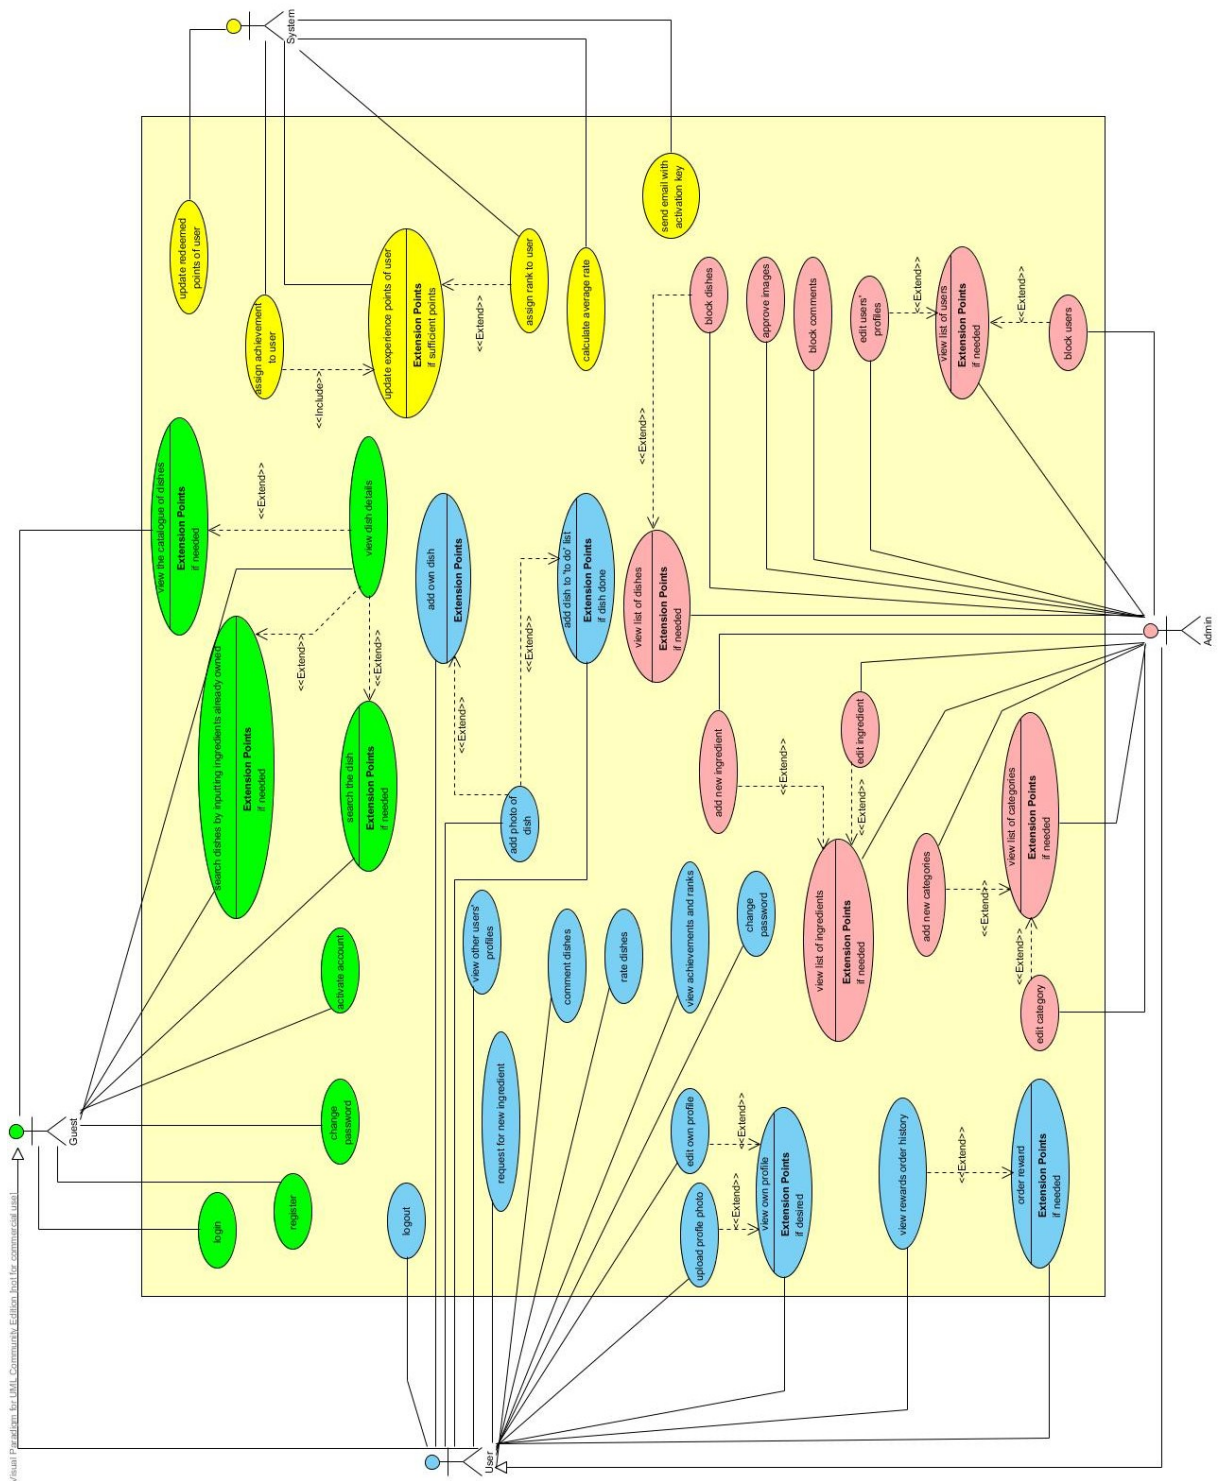 Visual Paradigm for UML Community Edition [not for commercial use]
Guest
System
login
register
change
password
activate account
search dishes by inputting ingredients already owned
Extension Points
if needed
view the catalogue of dishes
Extension Points
if needed
<<Extend>>
<<Extend>>
<<Extend>>
search the dish
Extension Points
if needed
view dish details
assign achievement
to user
<<Include>>
update redeemed
points of user
update experience points of user
Extension Points
if sufficient points
<<Extend>>
assign rank to user
calculate average rate
send email with
activation key
User
logout
request for new ingredient
view other users'
profiles
add photo of
dish
<<Extend>>
<<Extend>>
add own dish
Extension Points
add dish to 'to do' list
Extension Points
if dish done
comment dishes
rate dishes
view achievements and ranks
change
password
upload profile photo
edit own profile
<<Extend>>
<<Extend>>
view own profile
Extension Points
if desired
view rewards order history
<<Extend>>
order reward
Extension Points
if needed
view list of dishes
Extension Points
if needed
<<Extend>>
block dishes
approve images
block comments
edit users'
profiles
<<Extend>>
view list of users
Extension Points
if needed
<<Extend>>
block users
add new ingredient
<<Extend>>
edit ingredient
<<Extend>>
view list of ingredients
Extension Points
if needed
add new categories
<<Extend>>
view list of categories
Extension Points
if needed
<<Extend>>
edit category
Admin